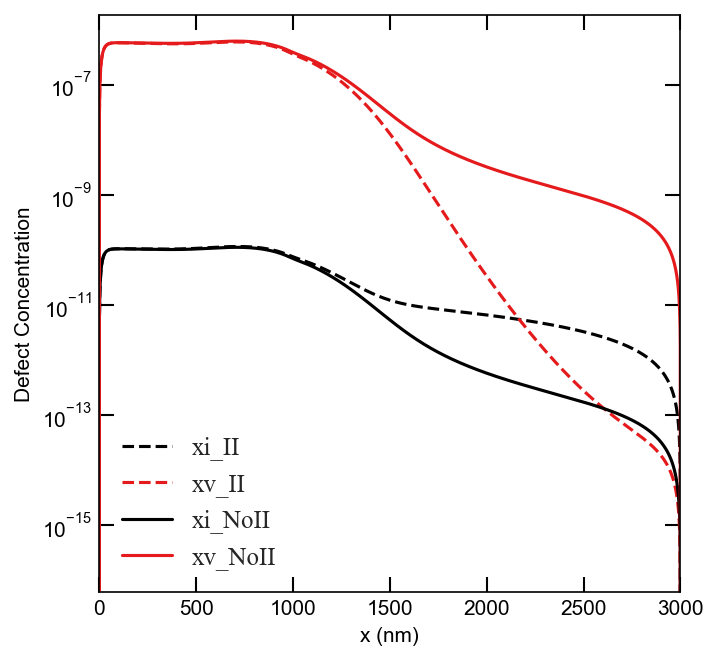 Defect Concentration
10⁻⁷
10⁻⁹
10⁻¹¹
10⁻¹³
10⁻¹⁵
xi_II
xv_II
xi_NoII
xv_NoII
0 500 1000 1500 2000 2500 3000
x (nm)